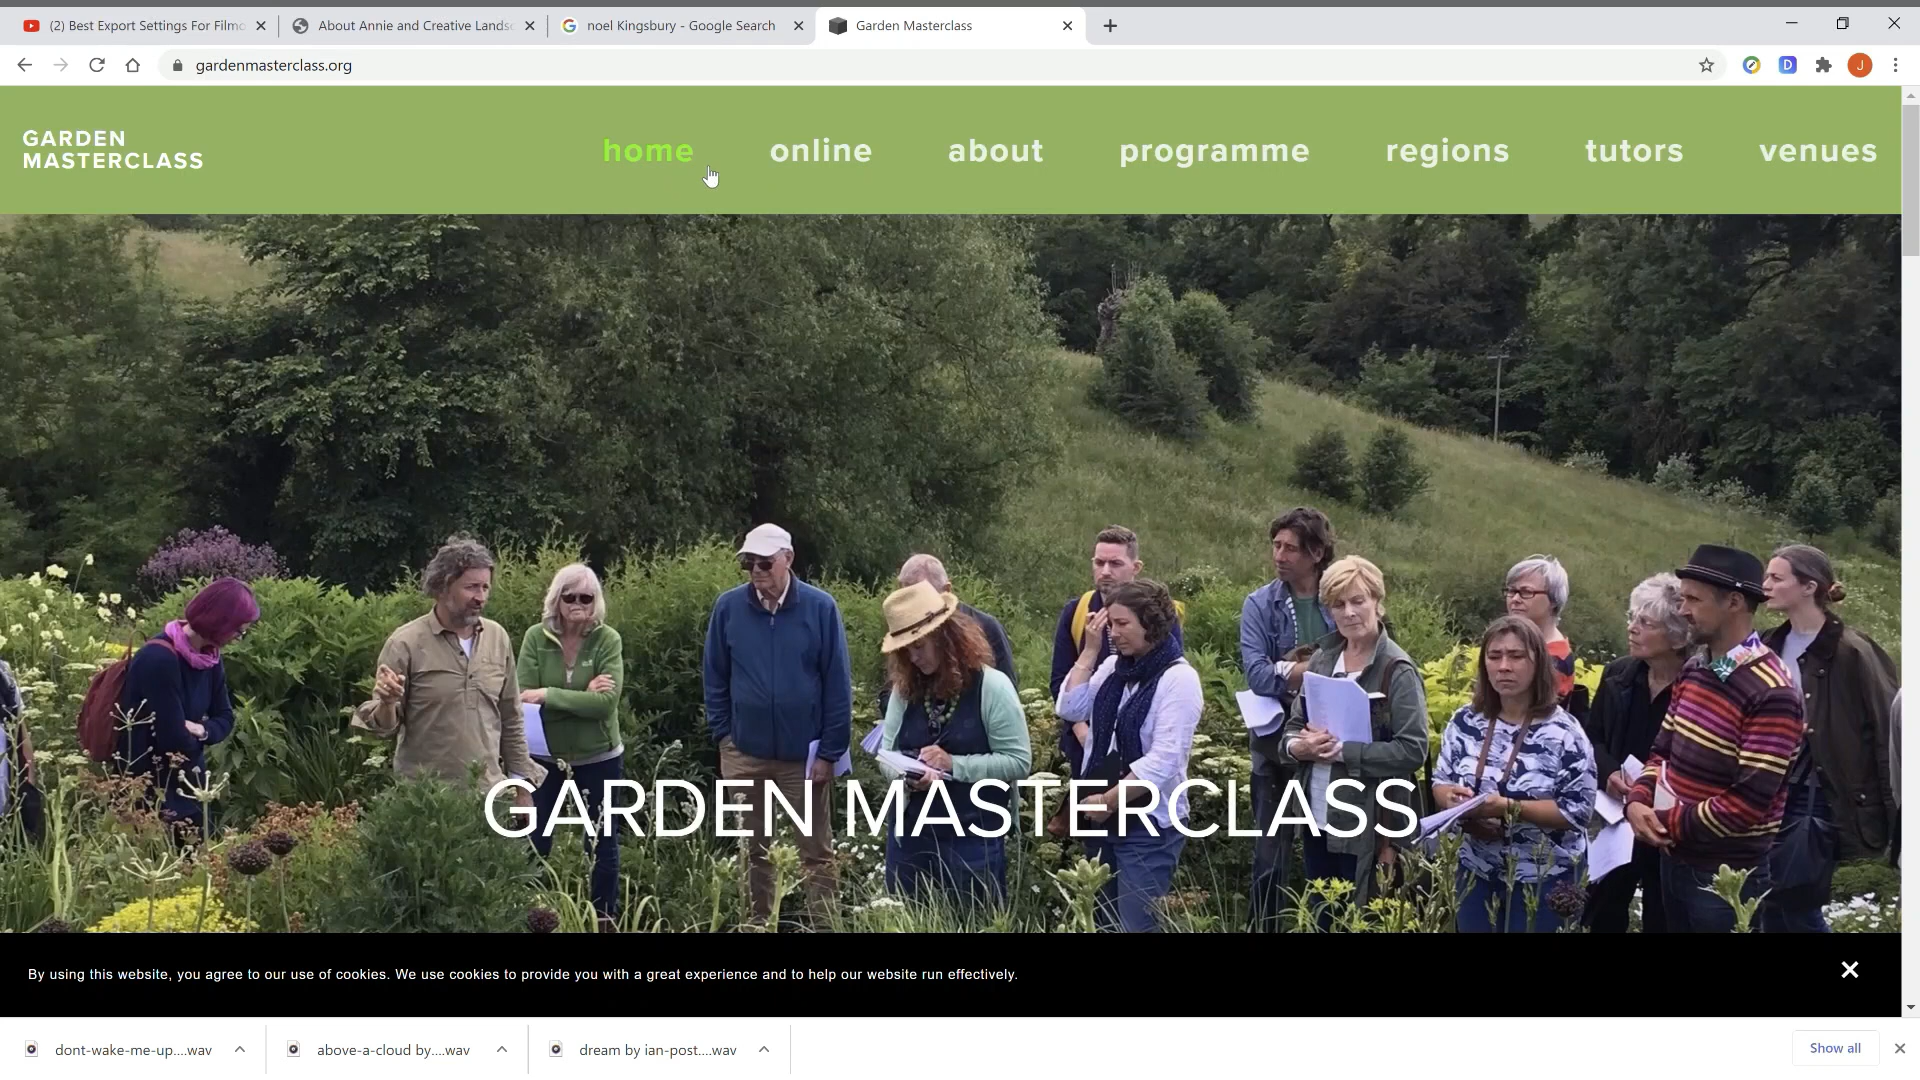 (2) Best Export Settings For Filmo
About Annie and Creative Landsc
noel Kingsbury - Google Search
Garden Masterclass
gardenmasterclass.org
D
J
GARDEN
MASTERCLASS
home
online
about
programme
regions
tutors
venues
GARDEN MASTERCLASS
By using this website, you agree to our use of cookies. We use cookies to provide you with a great experience and to help our website run effectively.
dont-wake-me-up....wav
above-a-cloud by....wav
dream by ian-post....wav
Show all